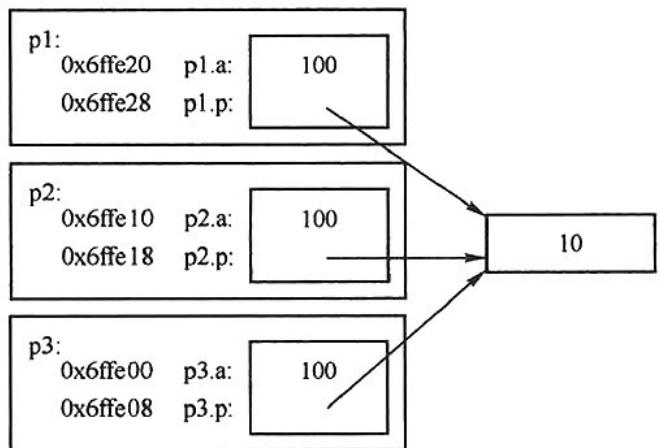 p1:
0x6ffe20 p1.a: 100
0x6ffe28 p1.p:
p2:
0x6ffe10 p2.a: 100
0x6ffe18 p2.p:
10
p3:
0x6ffe00 p3.a: 100
0x6ffe08 p3.p: